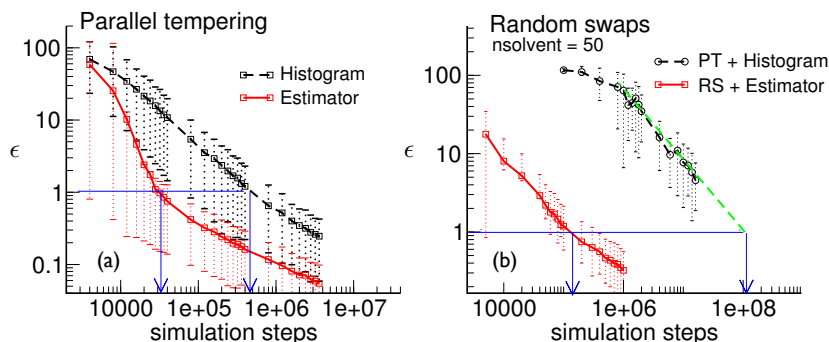 Parallel tempering
100
10
1
0.1
ϵ
Histogram
Estimator
(a)
10000 1e+05 1e+06 1e+07
simulation steps
Random swaps
nsolvent = 50
100
10
1
ϵ
PT + Histogram
RS + Estimator
(b)
10000 1e+06 1e+08
simulation steps